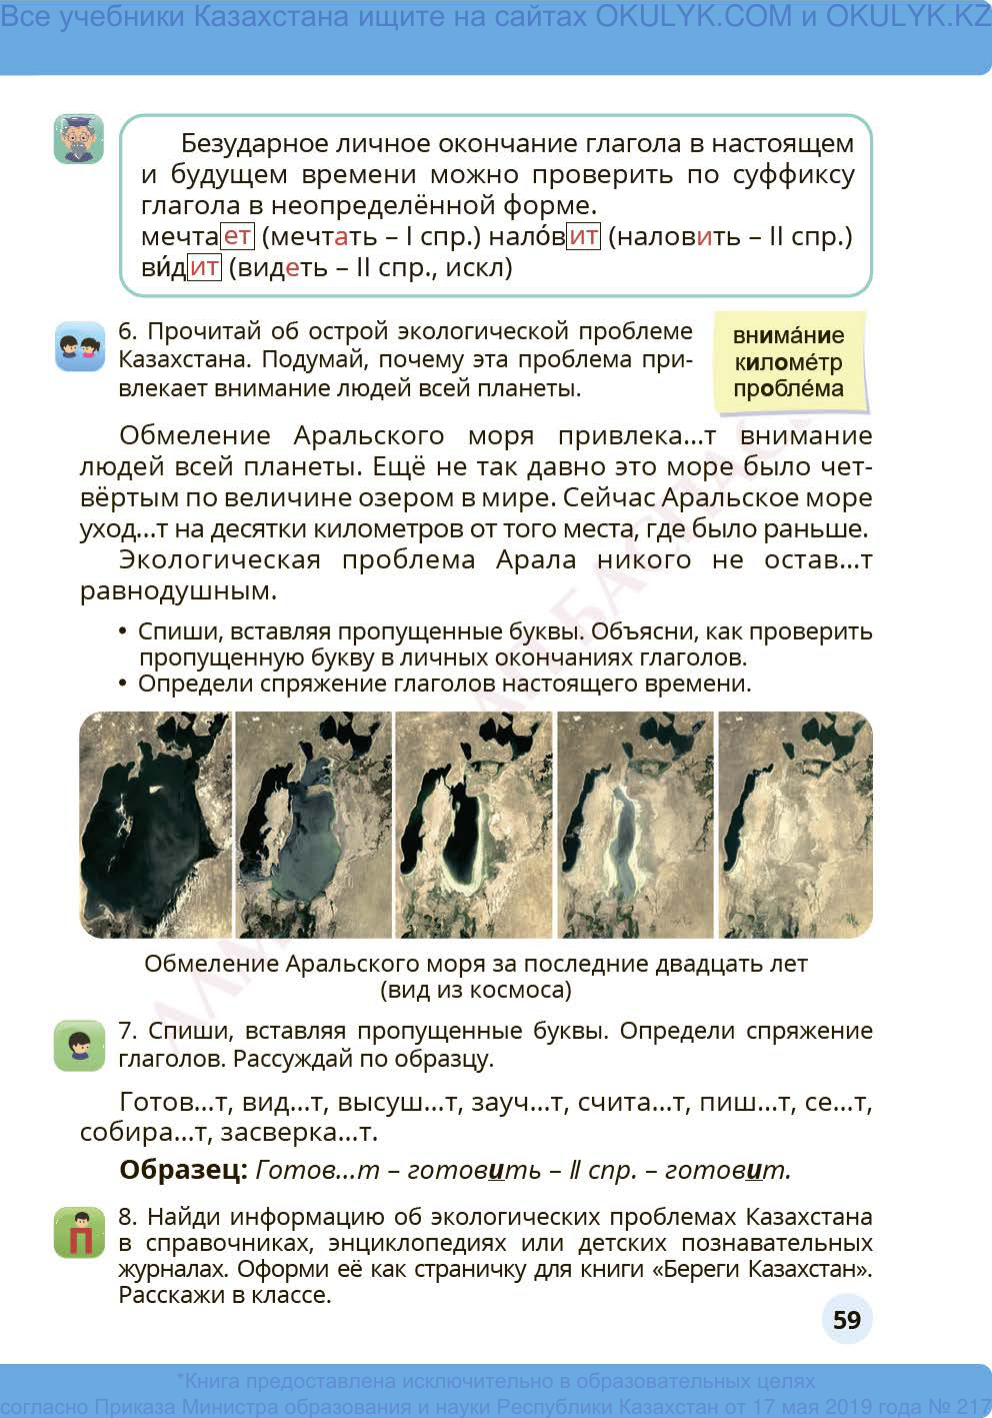 Все учебники Казахстана ищите на сайтах OKULYK.COM и OKULYK.KZ
Безударное личное окончание глагола в настоящем
и будущем времени можно проверить по суффиксу
глагола в неопределённой форме.
мечтает (мечтать – I спр.) нало́вит (наловить – II спр.)
ви́дит (видеть – II спр., искл)
6. Прочитай об острой экологической проблеме
Казахстана. Подумай, почему эта проблема при-
влекает внимание людей всей планеты.
внима́ние
киломе́тр
пробле́ма
Обмеление Аральского моря привлека...т внимание
людей всей планеты. Ещё не так давно это море было чет-
вёртым по величине озером в мире. Сейчас Аральское море
уход...т на десятки километров от того места, где было раньше.
Экологическая проблема Арала никого не остав...т
равнодушным.
• Спиши, вставляя пропущенные буквы. Объясни, как проверить
пропущенную букву в личных окончаниях глаголов.
• Определи спряжение глаголов настоящего времени.
Обмеление Аральского моря за последние двадцать лет
(вид из космоса)
7. Спиши, вставляя пропущенные буквы. Определи спряжение
глаголов. Рассуждай по образцу.
Готов...т, вид...т, высуш...т, зауч...т, счита...т, пиш...т, се...т,
собира...т, засверка...т.
Образец: Готов...т – готовить – II спр. – готовит.
8. Найди информацию об экологических проблемах Казахстана
в справочниках, энциклопедиях или детских познавательных
журналах. Оформи её как страничку для книги «Береги Казахстан».
Расскажи в классе.
59
*Книга предоставлена исключительно в образовательных целях
согласно Приказа Министра образования и науки Республики Казахстан от 17 мая 2019 года № 217